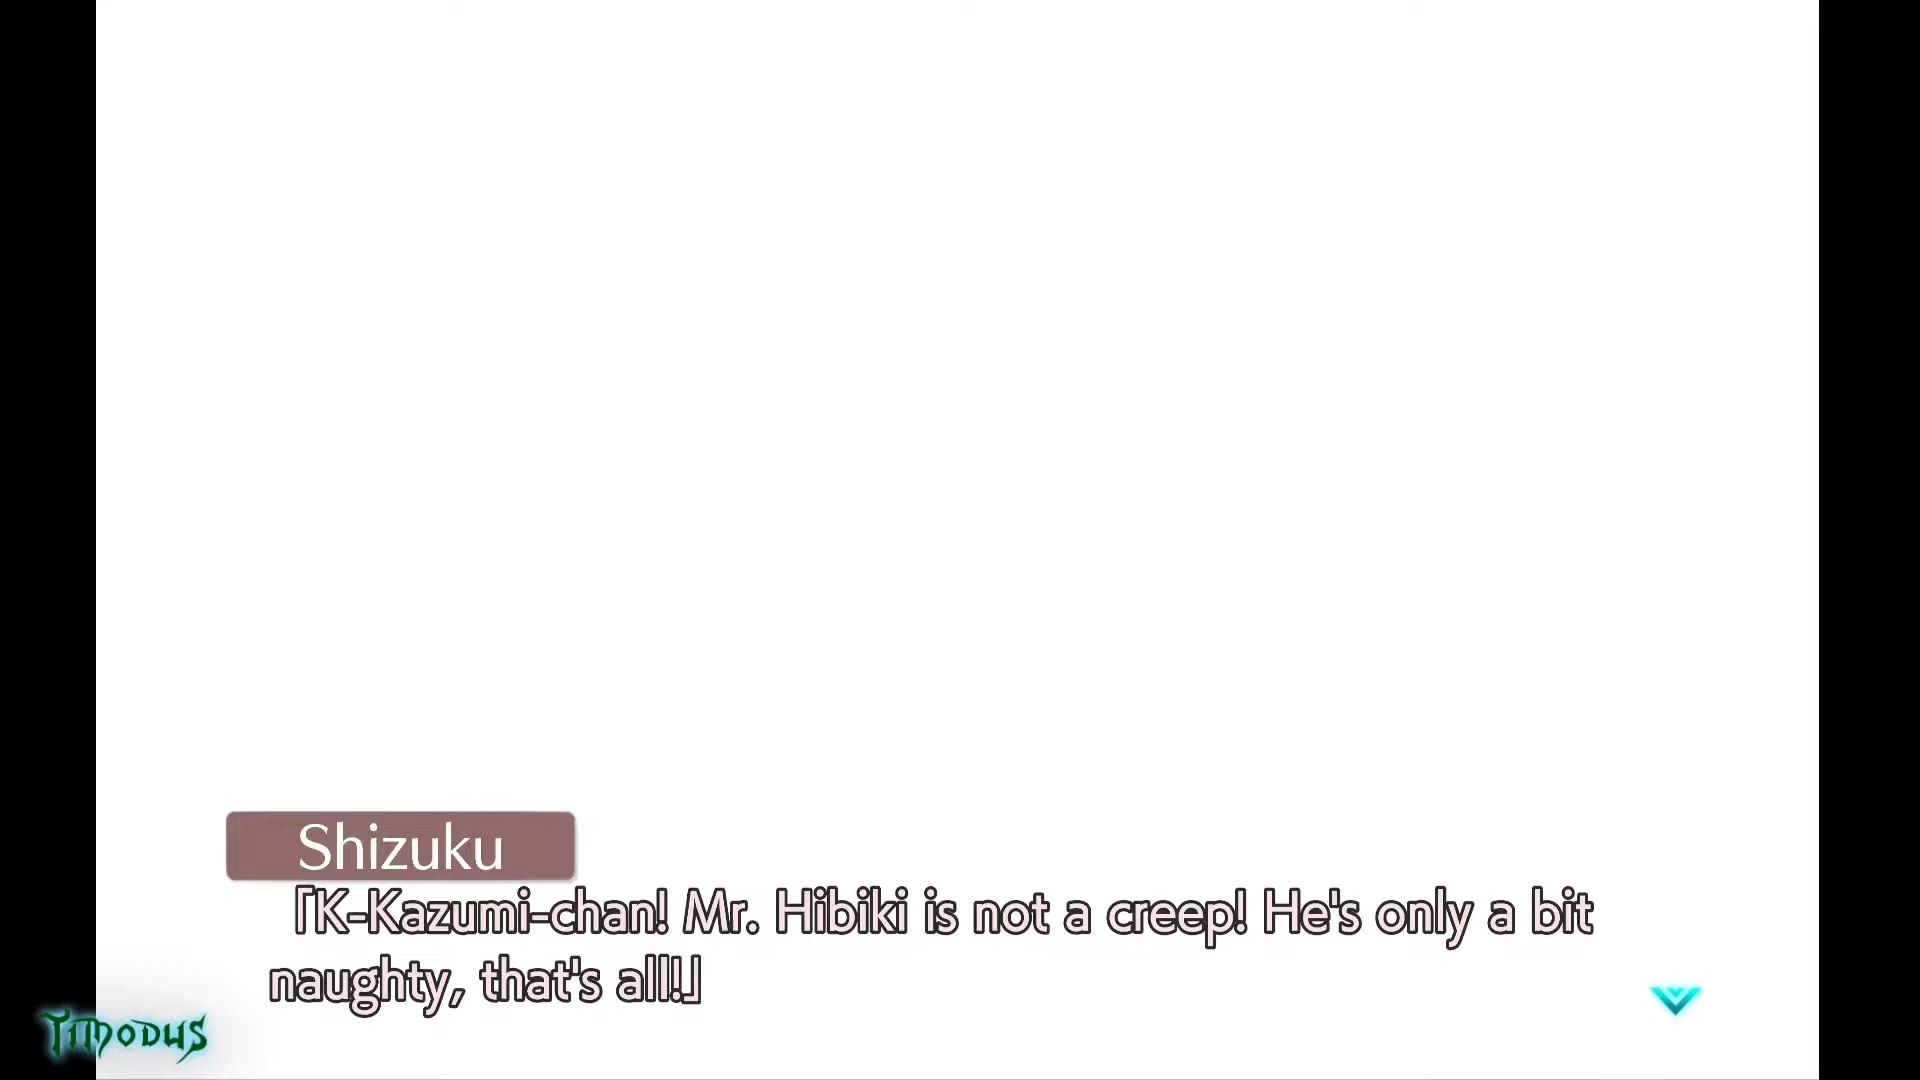 Shizuku
「K-Kazumi-chan! Mr. Hibiki is not a creep! He's only a bit
naughty, that's all!」
TIMODUS